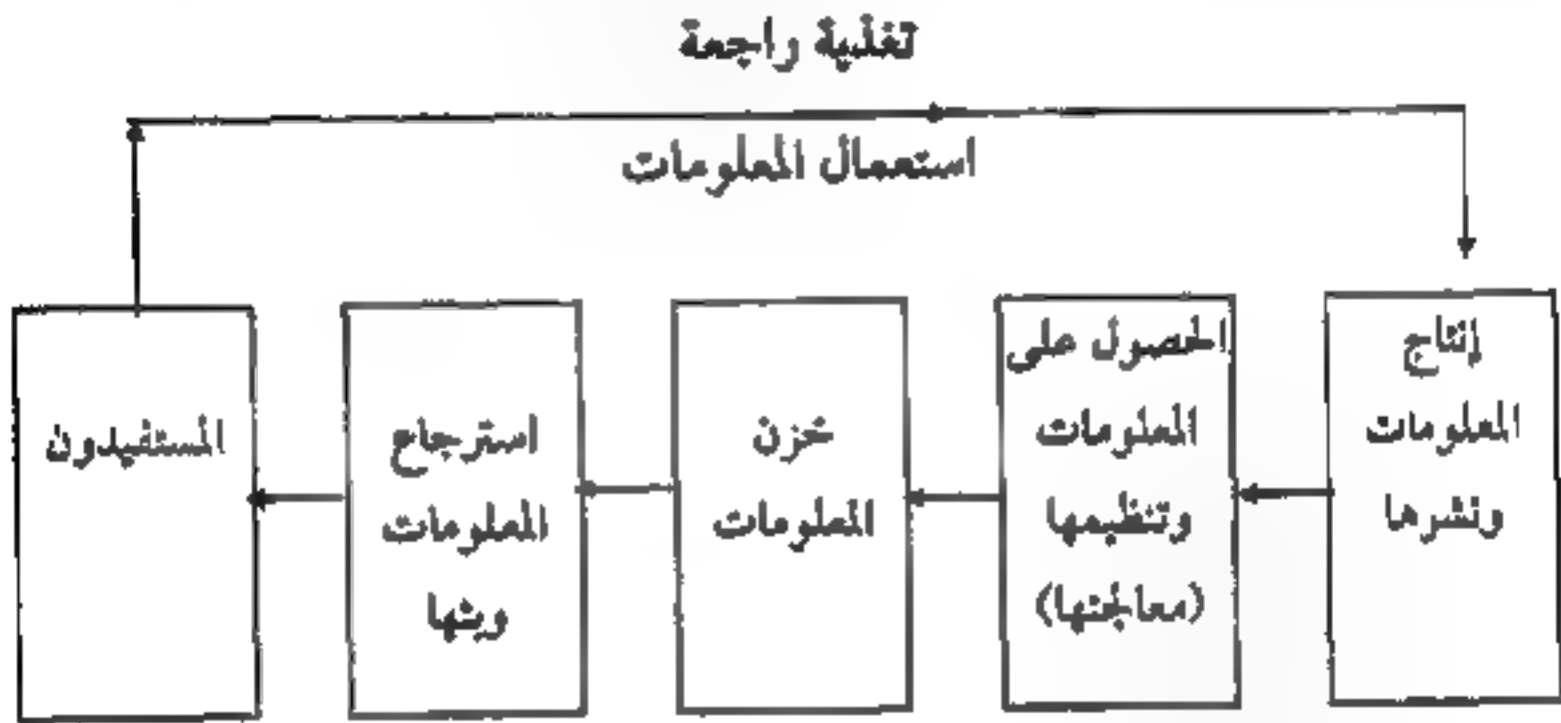 تغذية راجعة
استعمال المعلومات
إنتاج
المعلومات
ونشرها
الحصول على
المعلومات
وتنظيمها
(معالجتها)
خزن
المعلومات
استرجاع
المعلومات
وبثها
المستفيدون